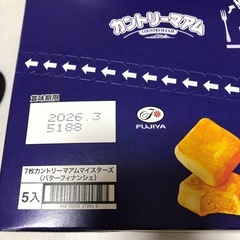 カントリーマアム
COUNTRY MA'AM
賞味期限
2026.3
5188
FUJIYA
7枚カントリーマアムマイスターズ
(バターフィナンシェ)
5入